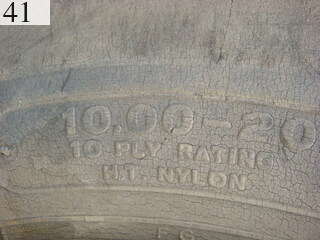 41
10.00-20
10 PLY RATING
H.T. NYLON